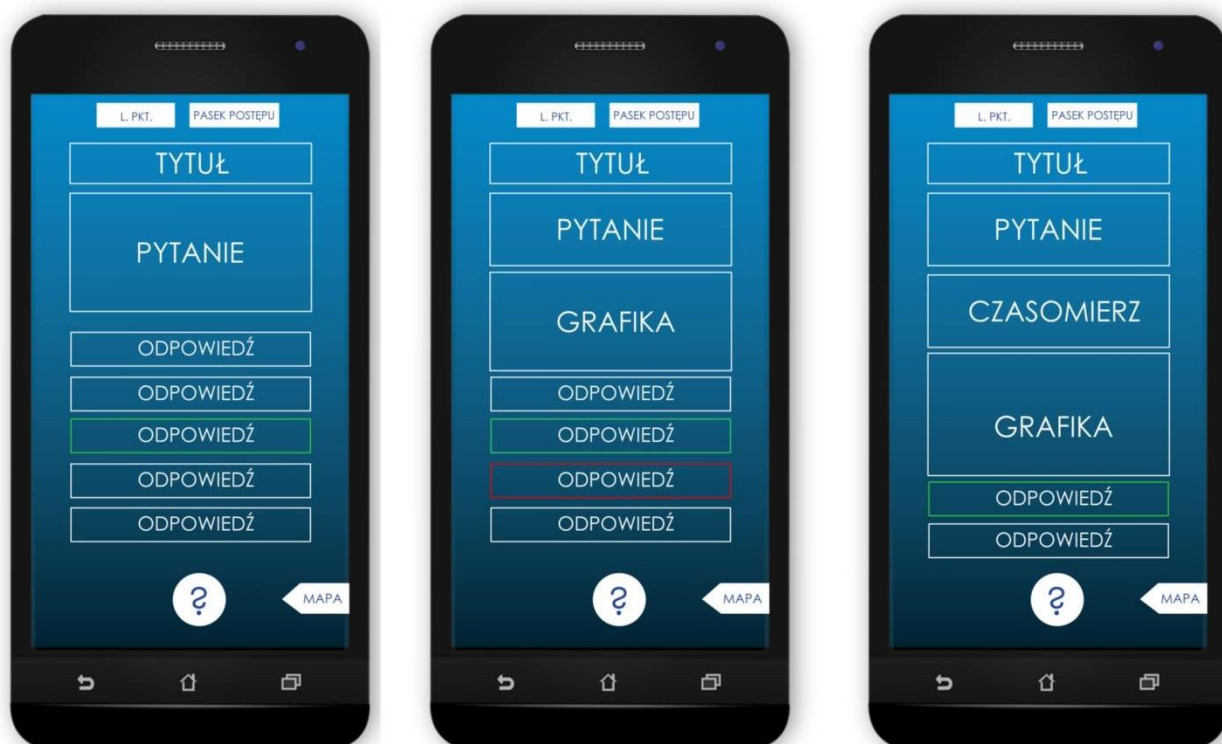 L. PKT. PASEK POSTĘPU
TYTUŁ
PYTANIE
ODPOWIEDŹ
ODPOWIEDŹ
ODPOWIEDŹ
ODPOWIEDŹ
ODPOWIEDŹ
?
MAPA
L. PKT. PASEK POSTĘPU
TYTUŁ
PYTANIE
GRAFIKA
ODPOWIEDŹ
ODPOWIEDŹ
ODPOWIEDŹ
ODPOWIEDŹ
?
MAPA
L. PKT. PASEK POSTĘPU
TYTUŁ
PYTANIE
CZASOMIERZ
GRAFIKA
ODPOWIEDŹ
ODPOWIEDŹ
?
MAPA